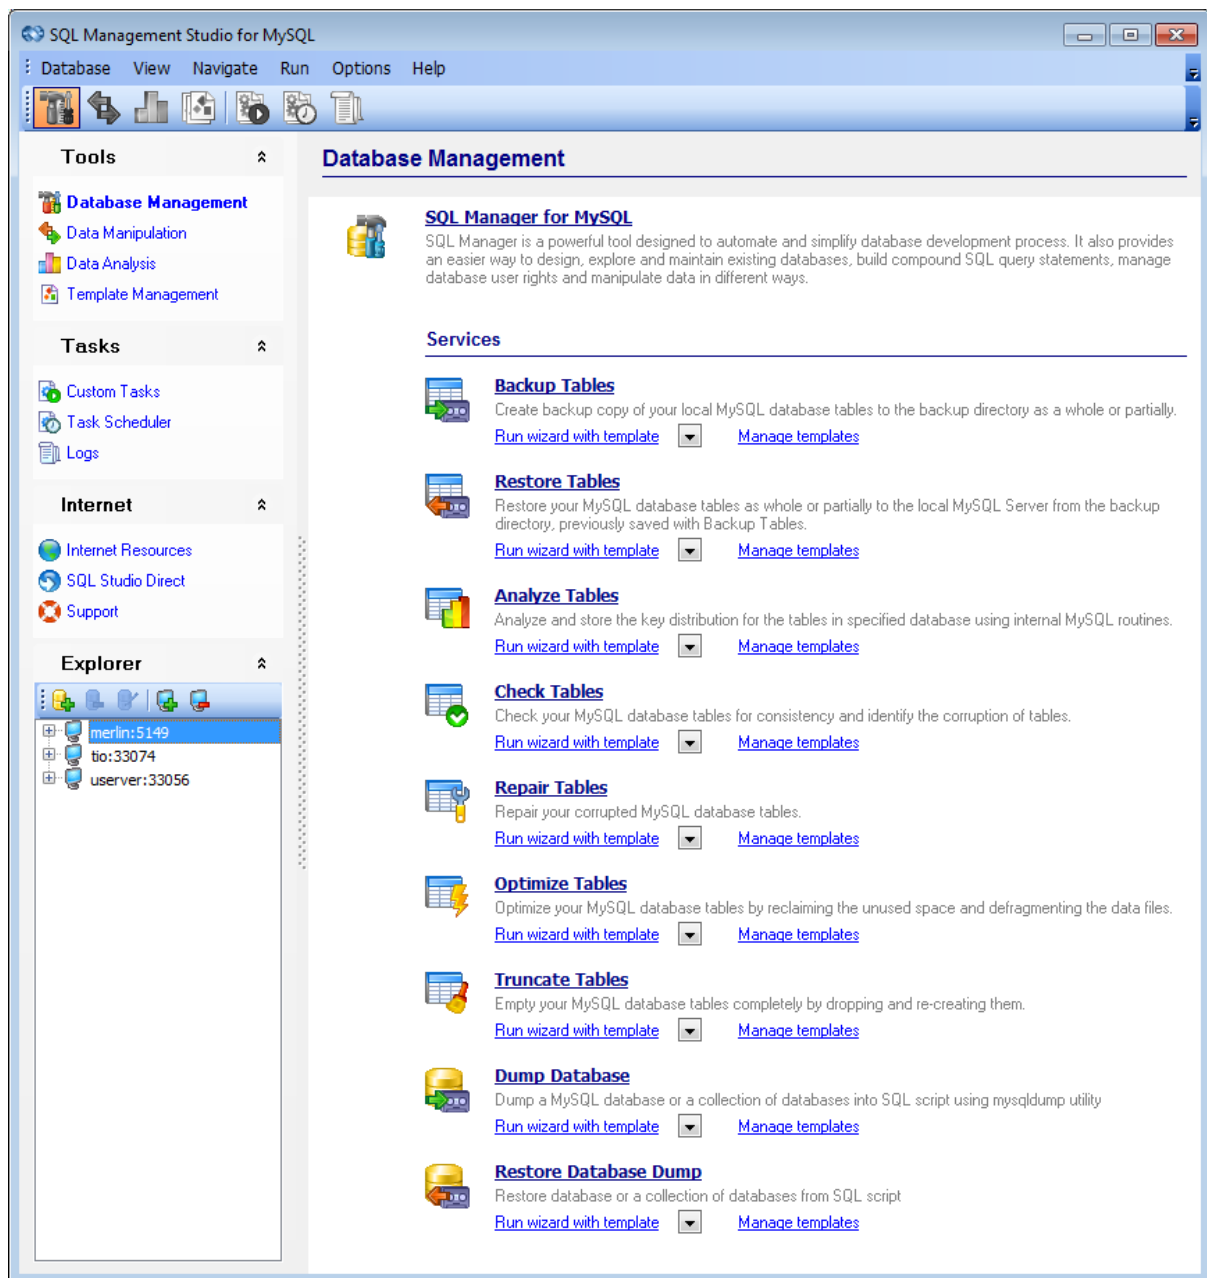 SQL Management Studio for MySQL
Database View Navigate Run Options Help
Tools
Database Management
Data Manipulation
Data Analysis
Template Management
Tasks
Custom Tasks
Task Scheduler
Logs
Internet
Internet Resources
SQL Studio Direct
Support
Explorer
merlin:5149
tio:33074
userver:33056
Database Management
SQL Manager for MySQL
SQL Manager is a powerful tool designed to automate and simplify database development process. It also provides
an easier way to design, explore and maintain existing databases, build compound SQL query statements, manage
database user rights and manipulate data in different ways.
Services
Backup Tables
Create backup copy of your local MySQL database tables to the backup directory as a whole or partially.
Run wizard with template Manage templates
Restore Tables
Restore your MySQL database tables as whole or partially to the local MySQL Server from the backup
directory, previously saved with Backup Tables.
Run wizard with template Manage templates
Analyze Tables
Analyze and store the key distribution for the tables in specified database using internal MySQL routines.
Run wizard with template Manage templates
Check Tables
Check your MySQL database tables for consistency and identify the corruption of tables.
Run wizard with template Manage templates
Repair Tables
Repair your corrupted MySQL database tables.
Run wizard with template Manage templates
Optimize Tables
Optimize your MySQL database tables by reclaiming the unused space and defragmenting the data files.
Run wizard with template Manage templates
Truncate Tables
Empty your MySQL database tables completely by dropping and re-creating them.
Run wizard with template Manage templates
Dump Database
Dump a MySQL database or a collection of databases into SQL script using mysqldump utility
Run wizard with template Manage templates
Restore Database Dump
Restore database or a collection of databases from SQL script
Run wizard with template Manage templates